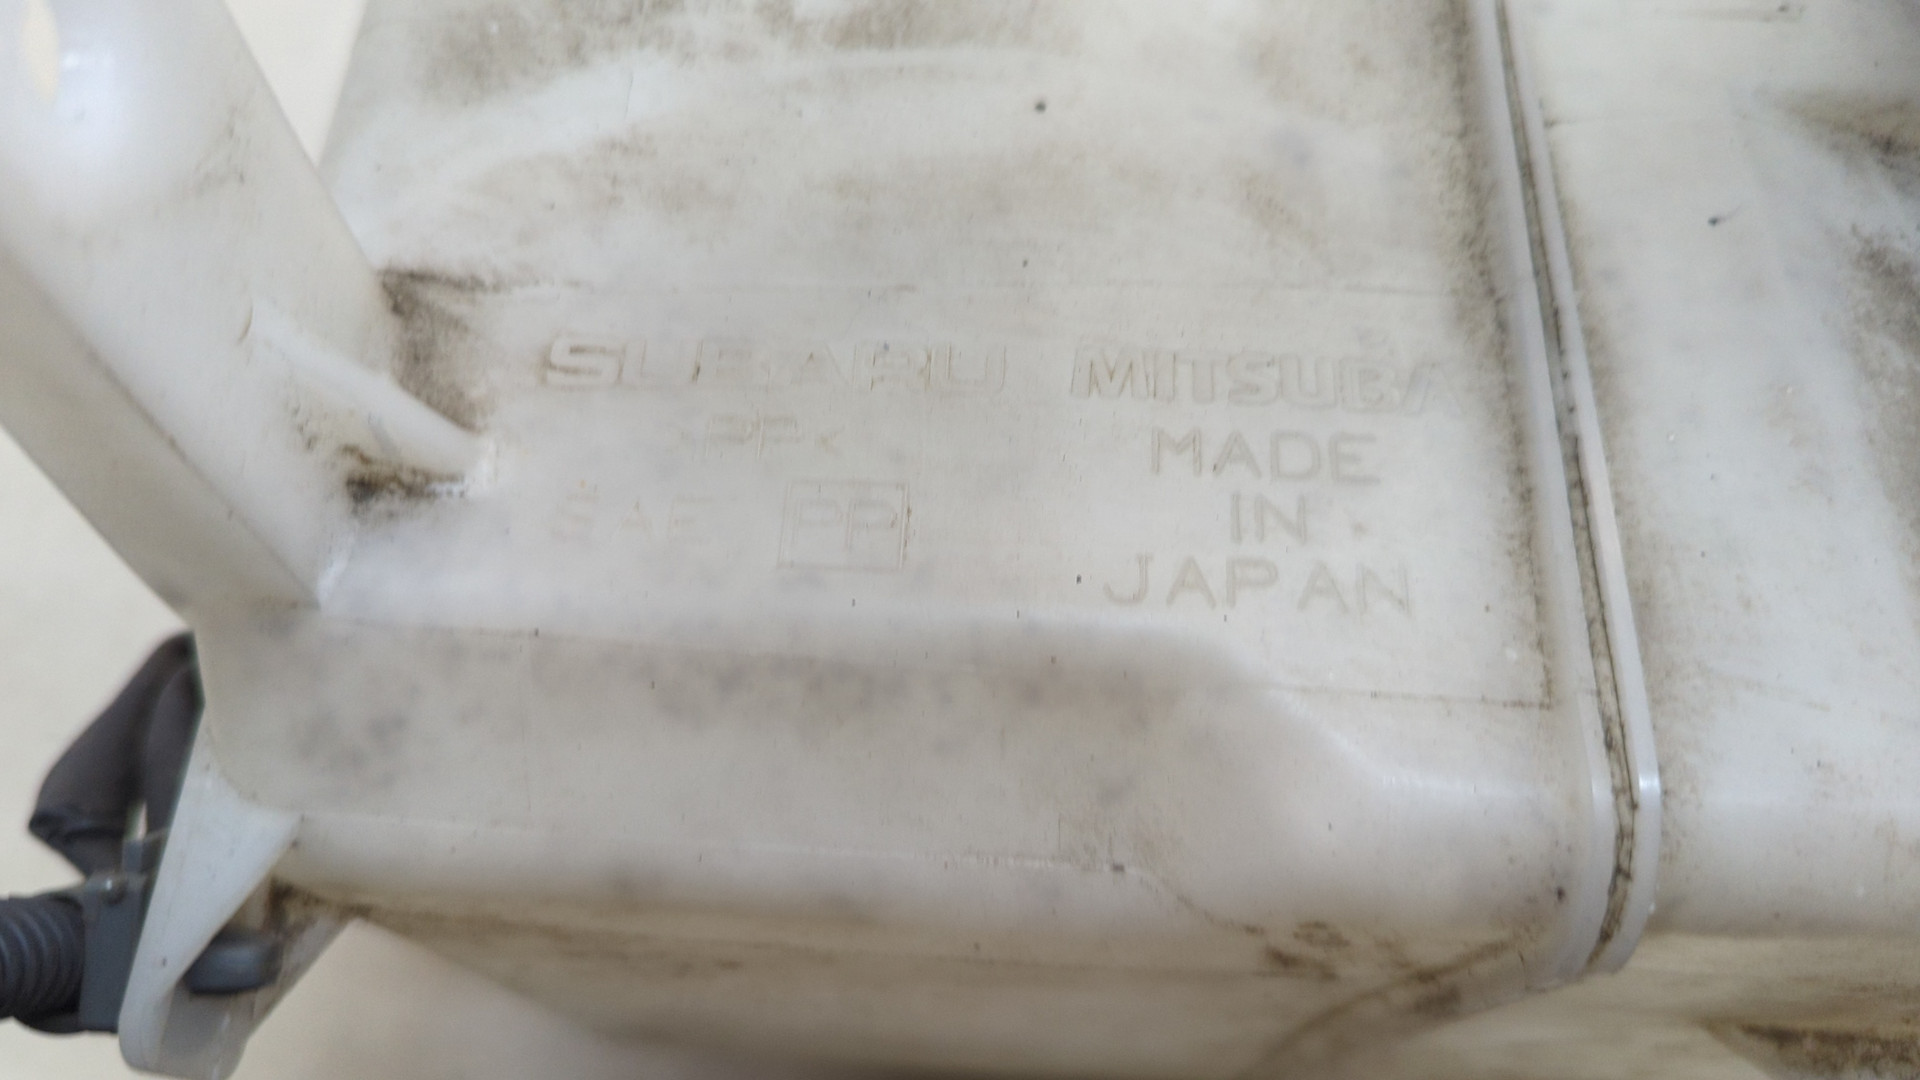 SUBARU MITSUBA
>PP<
SAE PP
MADE
IN
JAPAN